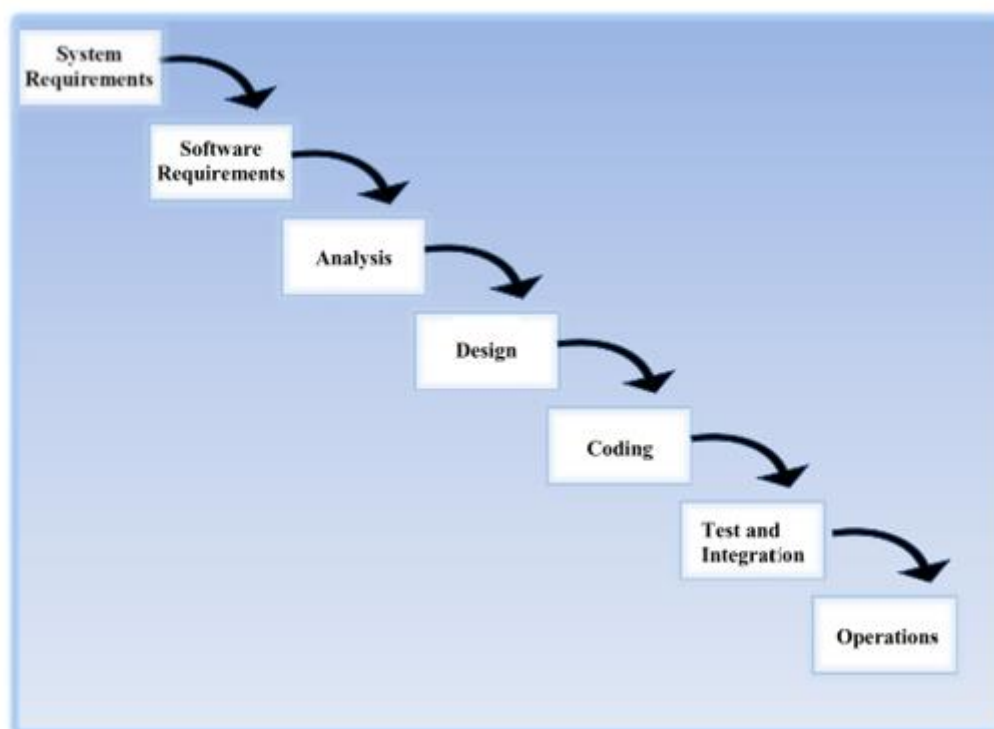 System
Requirements
Software
Requirements
Analysis
Design
Coding
Test and
Integration
Operations